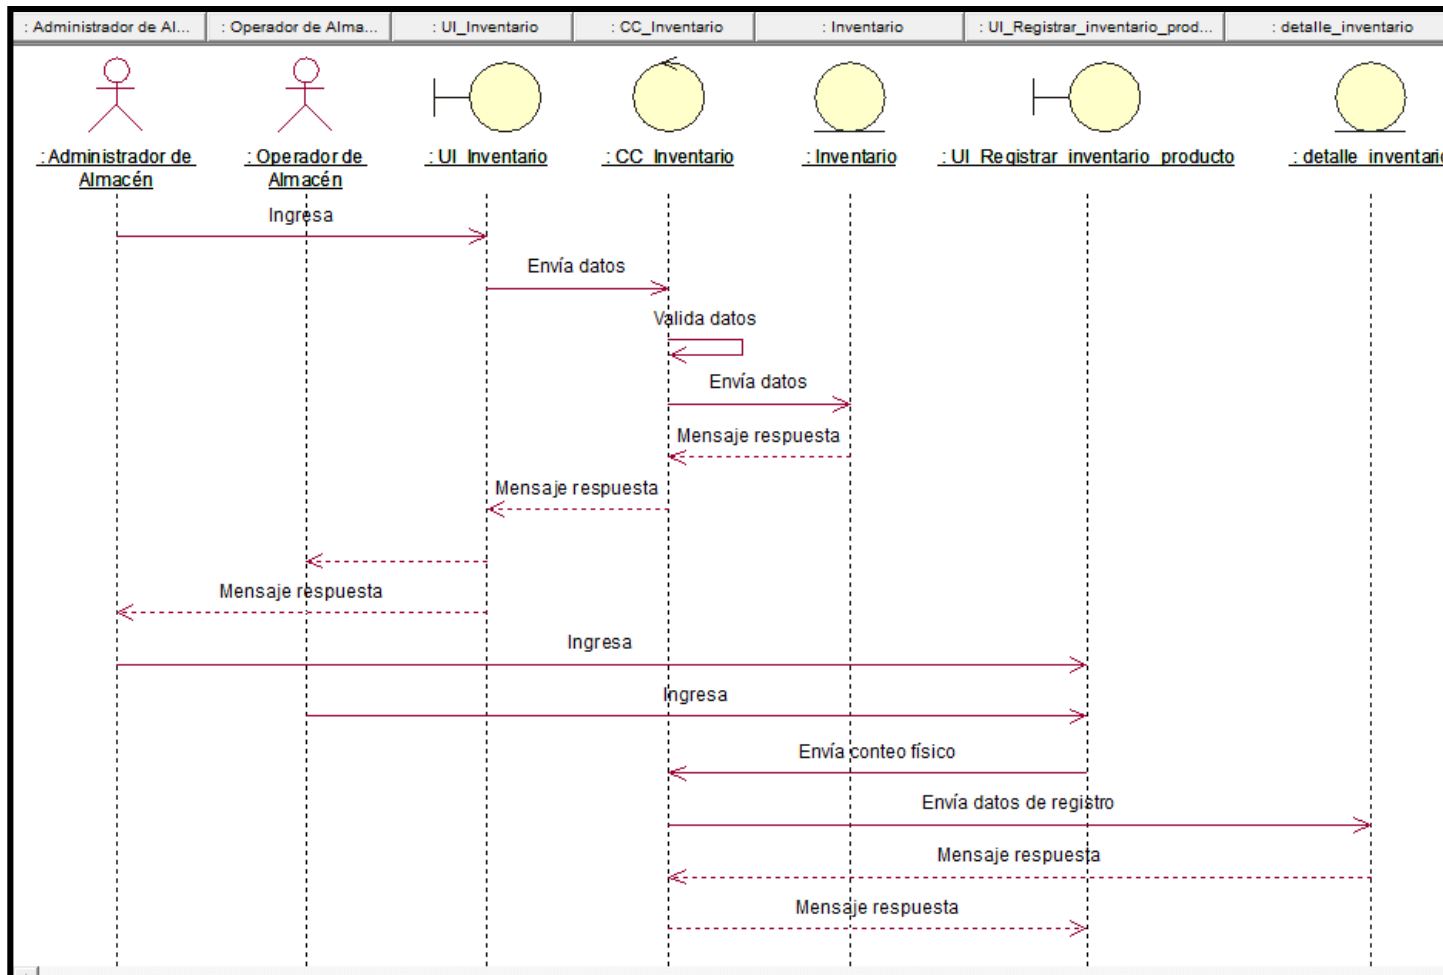 : Administrador de Al...
: Operador de Alma...
: UI_Inventario
: CC_Inventario
: Inventario
: UI_Registrar_inventario_prod...
: detalle_inventario
: Administrador de
Almacén
: Operador de
Almacén
: UI_Inventario
: CC_Inventario
: Inventario
: UI_Registrar_inventario_producto
: detalle_inventario
Ingresa
Envía datos
Valida datos
Envía datos
Mensaje respuesta
Mensaje respuesta
Mensaje respuesta
Ingresa
Ingresa
Envía conteo físico
Envía datos de registro
Mensaje respuesta
Mensaje respuesta